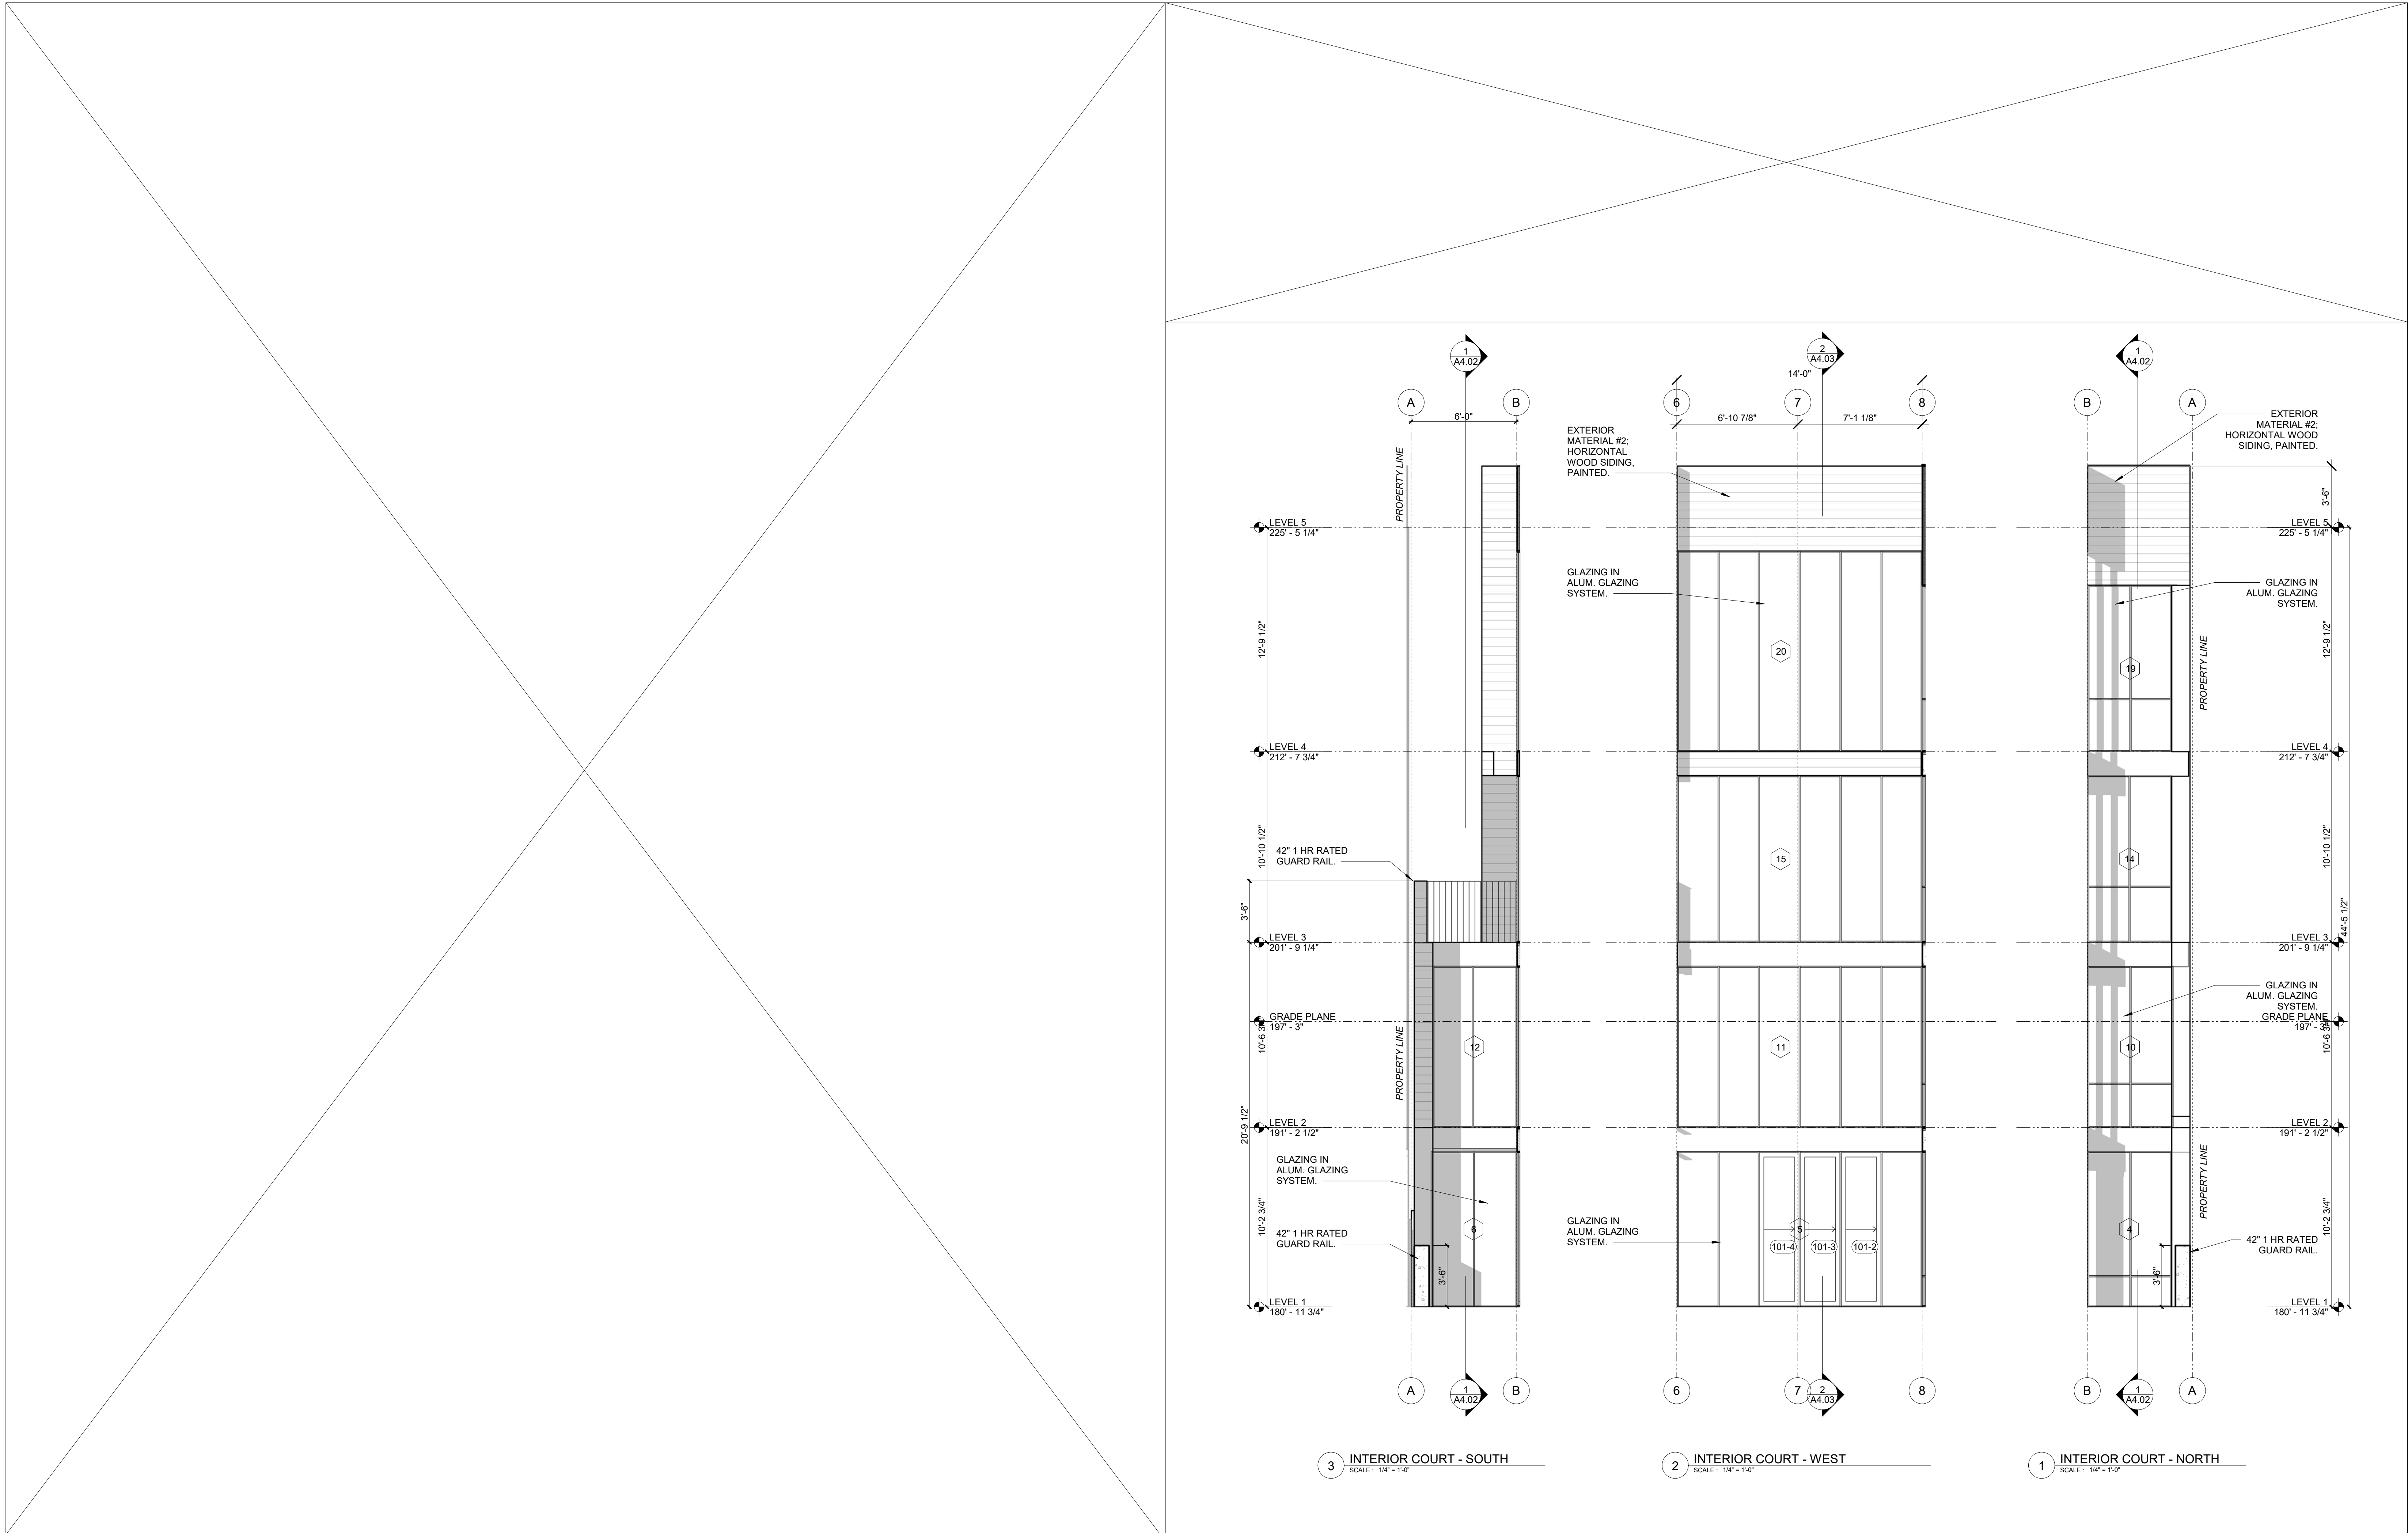 1
A4.02
A
B
6'-0"
PROPERTY LINE
LEVEL 5
225' - 5 1/4"
12'-9 1/2"
LEVEL 4
212' - 7 3/4"
10'-10 1/2"
42" 1 HR RATED
GUARD RAIL.
3'-6"
LEVEL 3
201' - 9 1/4"
GRADE PLANE
197' - 3"
10'-6 3/4"
PROPERTY LINE
12
20'-9 1/2"
LEVEL 2
191' - 2 1/2"
GLAZING IN
ALUM. GLAZING
SYSTEM.
10'-2 3/4"
6
42" 1 HR RATED
GUARD RAIL.
3'-6"
LEVEL 1
180' - 11 3/4"
A
1
A4.02
B
3
INTERIOR COURT - SOUTH
SCALE : 1/4" = 1'-0"
2
A4.03
14'-0"
6
7
8
6'-10 7/8"
7'-1 1/8"
EXTERIOR
MATERIAL #2;
HORIZONTAL
WOOD SIDING,
PAINTED.
GLAZING IN
ALUM. GLAZING
SYSTEM.
20
15
11
GLAZING IN
ALUM. GLAZING
SYSTEM.
5
101-4
101-3
101-2
6
7
2
A4.03
8
2
INTERIOR COURT - WEST
SCALE : 1/4" = 1'-0"
1
A4.02
B
A
EXTERIOR
MATERIAL #2;
HORIZONTAL WOOD
SIDING, PAINTED.
3'-6"
LEVEL 5
225' - 5 1/4"
GLAZING IN
ALUM. GLAZING
SYSTEM.
12'-9 1/2"
PROPERTY LINE
19
LEVEL 4
212' - 7 3/4"
10'-10 1/2"
14
44'-5 1/2"
LEVEL 3
201' - 9 1/4"
GLAZING IN
ALUM. GLAZING
SYSTEM.
GRADE PLANE
197' - 3"
10'-6 3/4"
10
LEVEL 2
191' - 2 1/2"
PROPERTY LINE
10'-2 3/4"
4
42" 1 HR RATED
GUARD RAIL.
3'-6"
LEVEL 1
180' - 11 3/4"
B
1
A4.02
A
1
INTERIOR COURT - NORTH
SCALE : 1/4" = 1'-0"